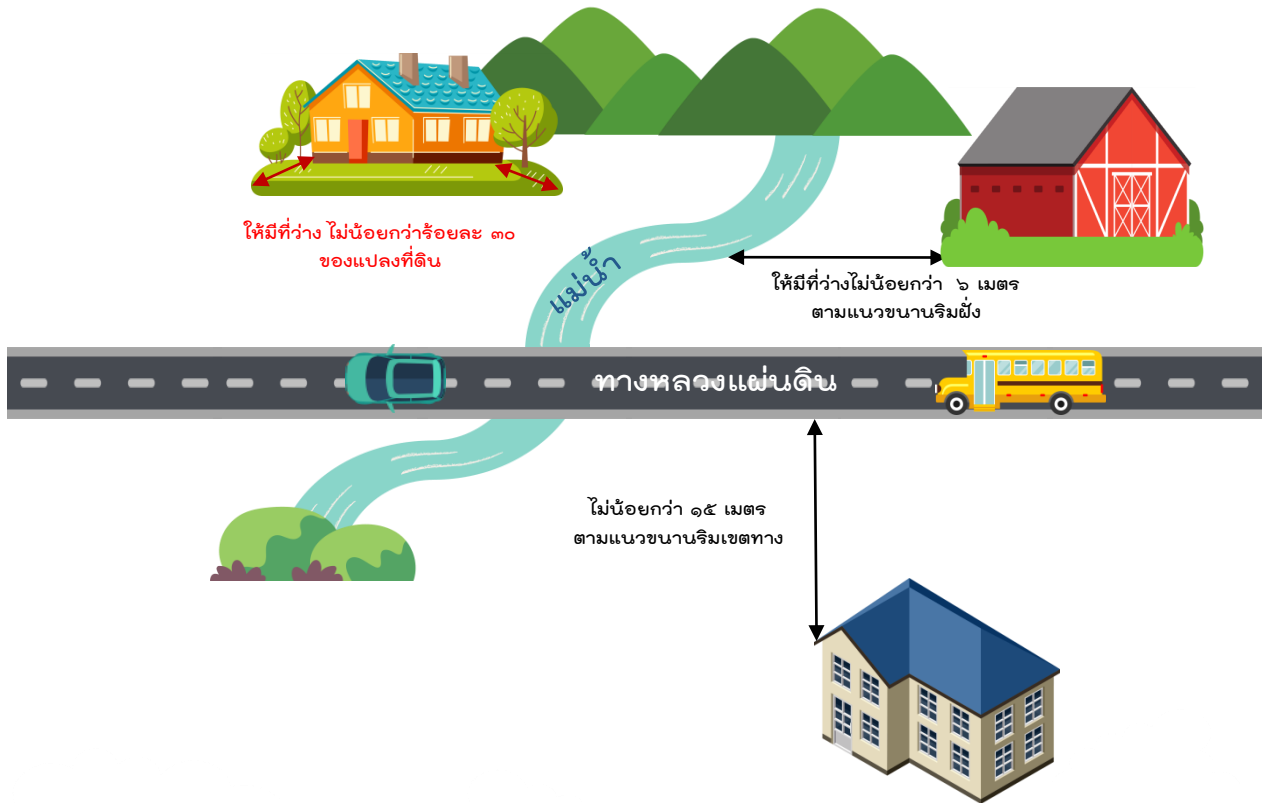 ให้มีที่ว่าง ไม่น้อยกว่าร้อยละ ๓๐
ของแปลงที่ดิน
แม่น้ำ
ให้มีที่ว่างไม่น้อยกว่า ๖ เมตร
ตามแนวขนานริมฝั่ง
ทางหลวงแผ่นดิน
ไม่น้อยกว่า ๑๕ เมตร
ตามแนวขนานริมเขตทาง